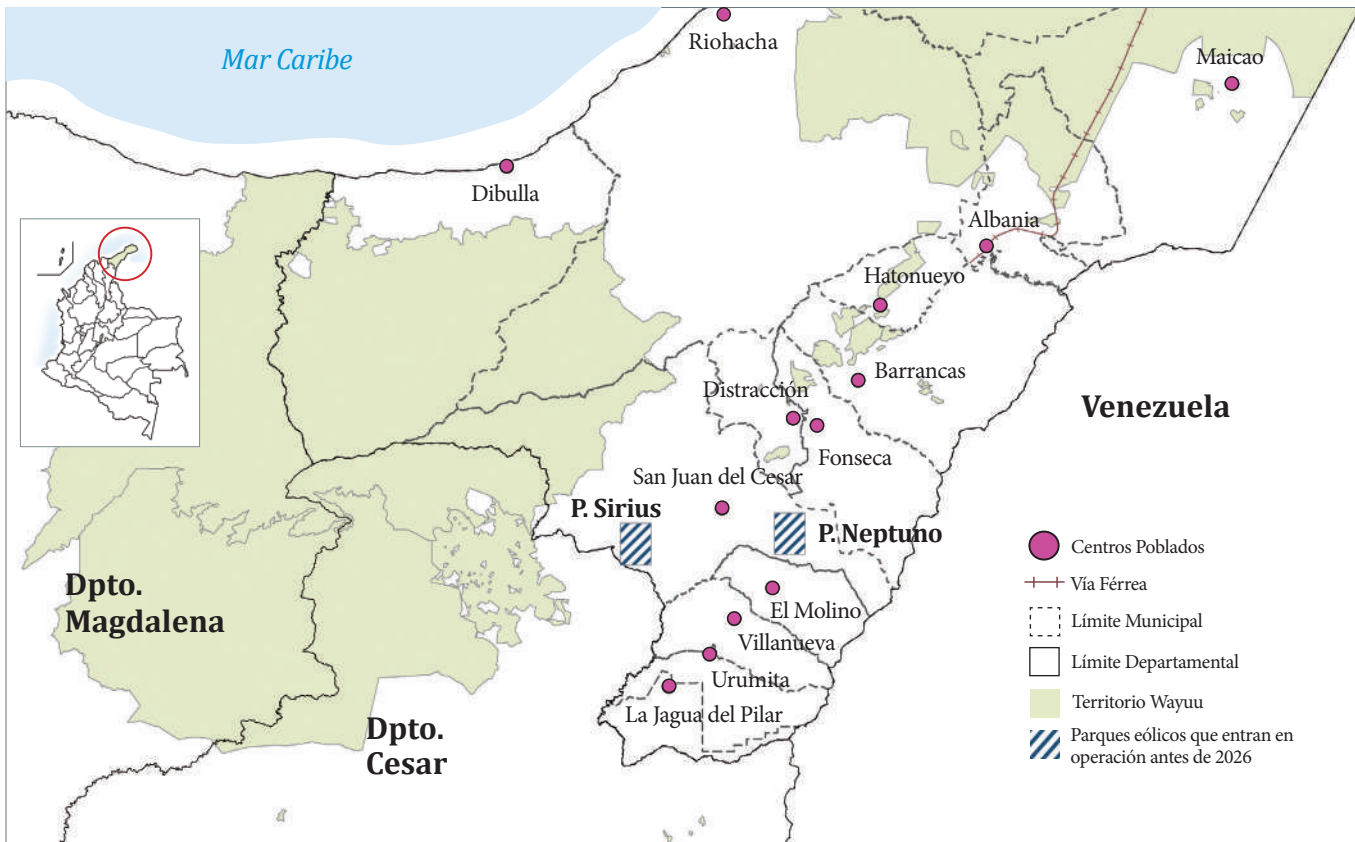 Riohacha
Mar Caribe
Maicao
Dibulla
Albania
Hatonuevo
Barrancas
Distracción
Venezuela
Fonseca
San Juan del Cesar
P. Sirius
P. Neptuno
Dpto.
Magdalena
El Molino
Villanueva
Urumita
La Jagua del Pilar
Dpto.
Cesar
Centros Poblados
Vía Férrea
Límite Municipal
Límite Departamental
Territorio Wayuu
Parques eólicos que entran en
operación antes de 2026